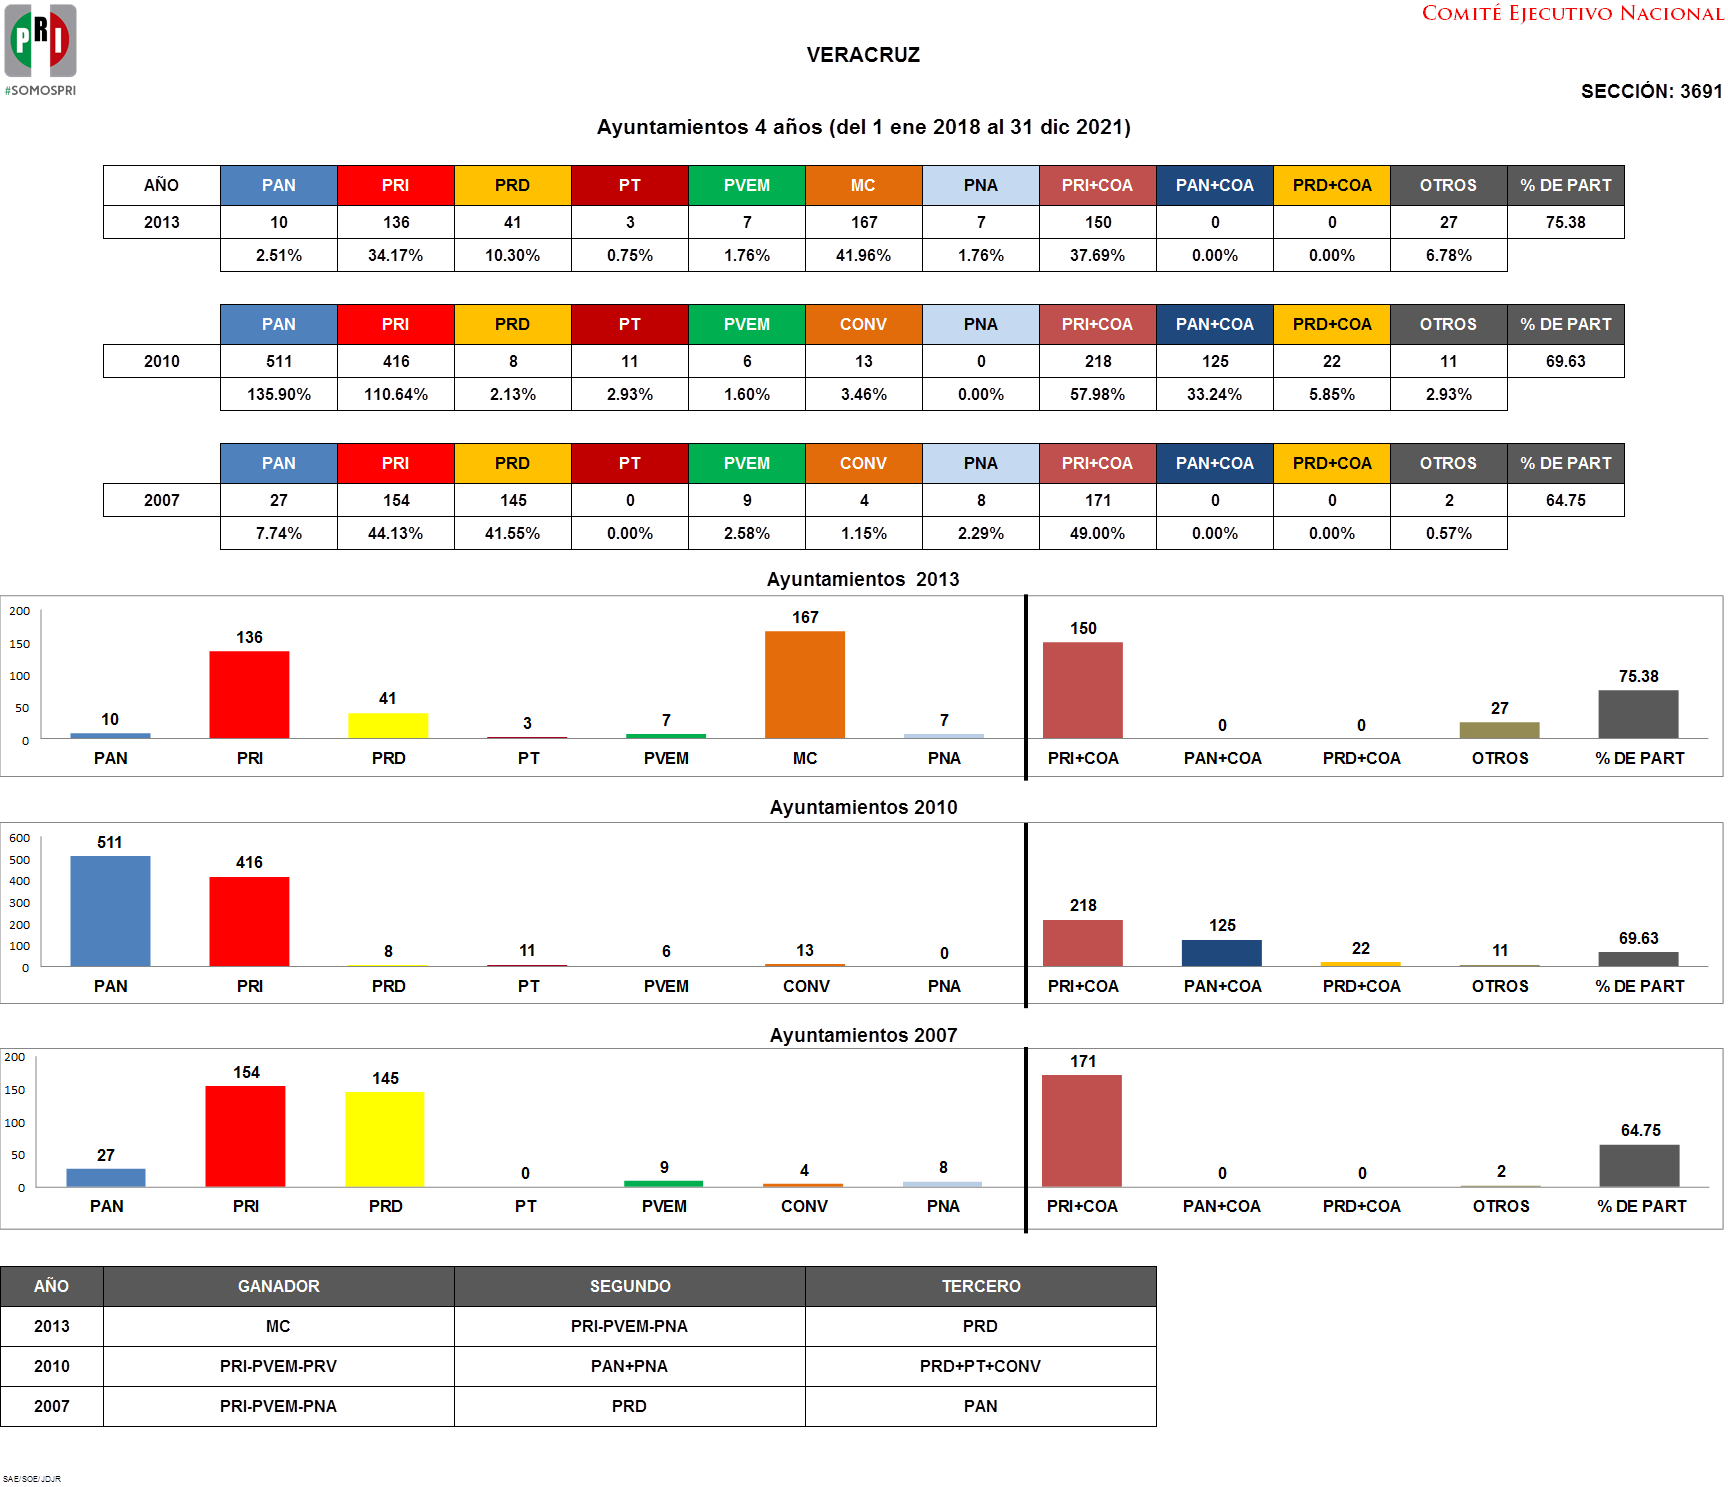 PRI
#SOMOSPRI
COMITÉ EJECUTIVO NACIONAL
VERACRUZ
SECCIÓN: 3691
Ayuntamientos 4 años (del 1 ene 2018 al 31 dic 2021)
AÑO PAN PRI PRD PT PVEM MC PNA PRI+COA PAN+COA PRD+COA OTROS % DE PART
2013 10 136 41 3 7 167 7 150 0 0 27 75.38
2.51% 34.17% 10.30% 0.75% 1.76% 41.96% 1.76% 37.69% 0.00% 0.00% 6.78%
PAN PRI PRD PT PVEM CONV PNA PRI+COA PAN+COA PRD+COA OTROS % DE PART
2010 511 416 8 11 6 13 0 218 125 22 11 69.63
135.90% 110.64% 2.13% 2.93% 1.60% 3.46% 0.00% 57.98% 33.24% 5.85% 2.93%
PAN PRI PRD PT PVEM CONV PNA PRI+COA PAN+COA PRD+COA OTROS % DE PART
2007 27 154 145 0 9 4 8 171 0 0 2 64.75
7.74% 44.13% 41.55% 0.00% 2.58% 1.15% 2.29% 49.00% 0.00% 0.00% 0.57%
Ayuntamientos 2013
200
150
100
50
0
10 136 41 3 7 167 7 150 0 0 27 75.38
PAN PRI PRD PT PVEM MC PNA PRI+COA PAN+COA PRD+COA OTROS % DE PART
Ayuntamientos 2010
600
500
400
300
200
100
0
511 416 8 11 6 13 0 218 125 22 11 69.63
PAN PRI PRD PT PVEM CONV PNA PRI+COA PAN+COA PRD+COA OTROS % DE PART
Ayuntamientos 2007
200
150
100
50
0
27 154 145 0 9 4 8 171 0 0 2 64.75
PAN PRI PRD PT PVEM CONV PNA PRI+COA PAN+COA PRD+COA OTROS % DE PART
AÑO GANADOR SEGUNDO TERCERO
2013 MC PRI-PVEM-PNA PRD
2010 PRI-PVEM-PRV PAN+PNA PRD+PT+CONV
2007 PRI-PVEM-PNA PRD PAN
SAE/SOE/JDJR